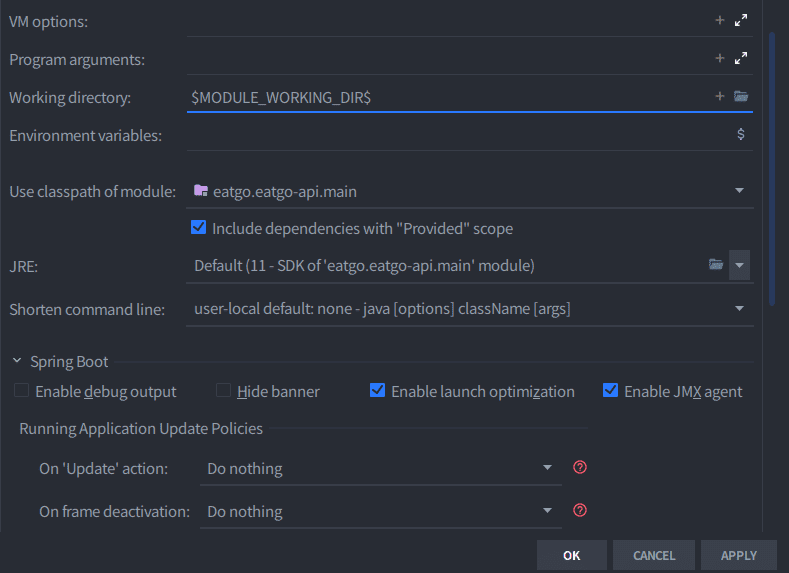 VM options:
Program arguments:
Working directory: $MODULE_WORKING_DIR$
Environment variables: $
Use classpath of module: eatgo.eatgo-api.main
Include dependencies with "Provided" scope
JRE: Default (11 - SDK of 'eatgo.eatgo-api.main' module)
Shorten command line: user-local default: none - java [options] className [args]
Spring Boot
Enable debug output Hide banner Enable launch optimization Enable JMX agent
Running Application Update Policies
On 'Update' action: Do nothing ?
On frame deactivation: Do nothing ?
OK CANCEL APPLY